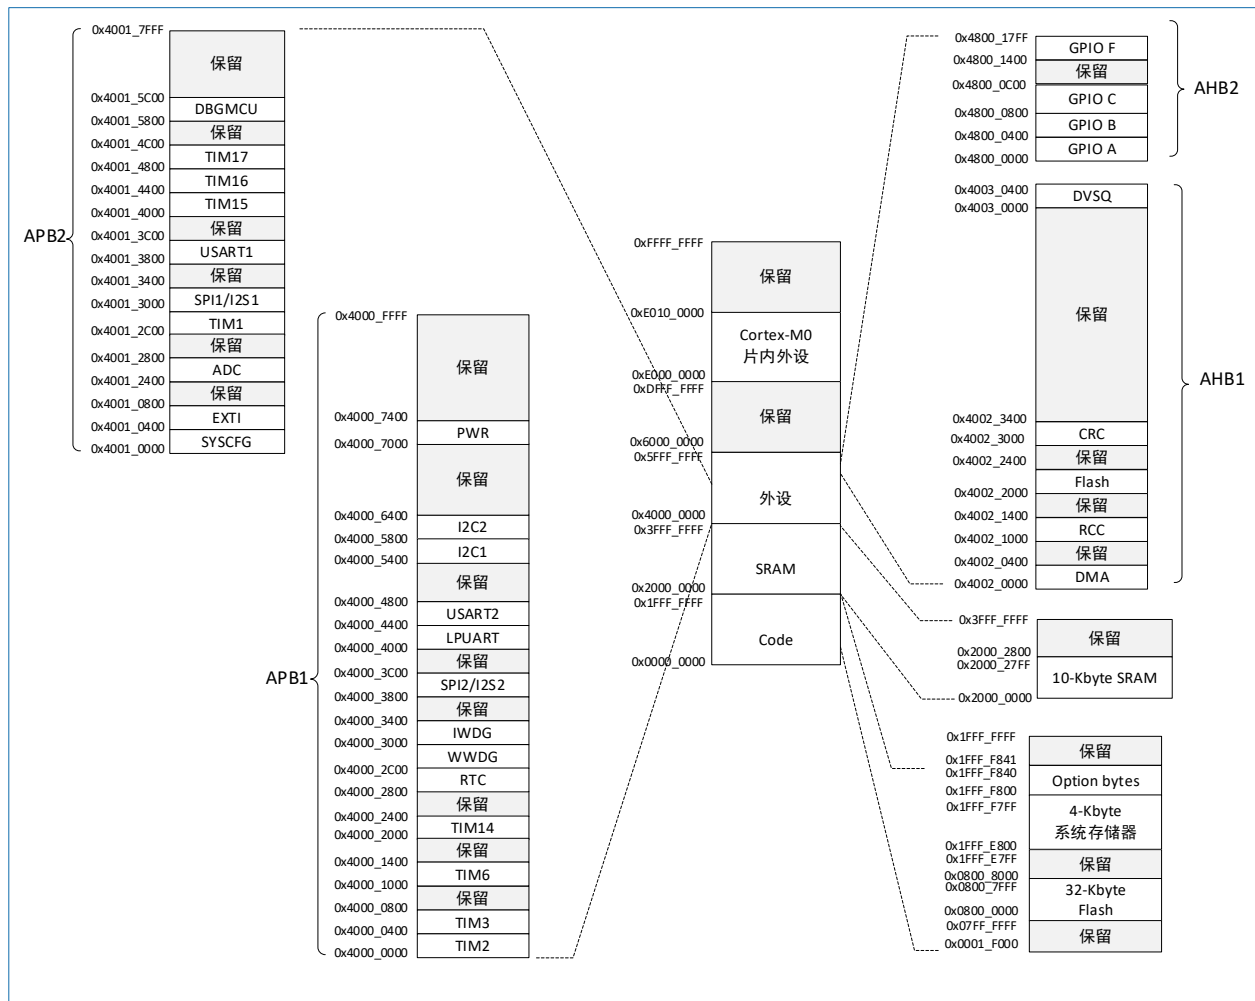 0x4001_7FFF
保留
0x4001_5C00
DBGMCU
0x4001_5800
保留
0x4001_4C00
TIM17
0x4001_4800
TIM16
0x4001_4400
TIM15
0x4001_4000
保留
0x4001_3C00
USART1
0x4001_3800
保留
0x4001_3400
SPI1/I2S1
0x4001_3000
TIM1
0x4001_2C00
保留
0x4001_2800
ADC
0x4001_2400
保留
0x4001_0800
EXTI
0x4001_0400
SYSCFG
0x4001_0000
APB2
0x4000_FFFF
保留
0x4000_7400
PWR
0x4000_7000
保留
0x4000_6400
I2C2
0x4000_5800
I2C1
0x4000_5400
保留
0x4000_4800
USART2
0x4000_4400
LPUART
0x4000_4000
保留
0x4000_3C00
SPI2/I2S2
0x4000_3800
保留
0x4000_3400
IWDG
0x4000_3000
WWDG
0x4000_2C00
RTC
0x4000_2800
保留
0x4000_2400
TIM14
0x4000_2000
保留
0x4000_1400
TIM6
0x4000_1000
保留
0x4000_0800
TIM3
0x4000_0400
TIM2
0x4000_0000
APB1
0xFFFF_FFFF
保留
0xE010_0000
Cortex-M0
片内外设
0xE000_0000
0xDFFF_FFFF
保留
0x6000_0000
0x5FFF_FFFF
外设
0x4000_0000
0x3FFF_FFFF
SRAM
0x2000_0000
0x1FFF_FFFF
Code
0x0000_0000
0x4800_17FF
GPIO F
0x4800_1400
保留
0x4800_0C00
GPIO C
0x4800_0800
GPIO B
0x4800_0400
GPIO A
0x4800_0000
AHB2
0x4003_0400
DVSQ
0x4003_0000
保留
0x4002_3400
CRC
0x4002_3000
保留
0x4002_2400
Flash
0x4002_2000
保留
0x4002_1400
RCC
0x4002_1000
保留
0x4002_0400
DMA
0x4002_0000
AHB1
0x3FFF_FFFF
保留
0x2000_2800
0x2000_27FF
10-Kbyte SRAM
0x2000_0000
0x1FFF_FFFF
保留
0x1FFF_F841
0x1FFF_F840
Option bytes
0x1FFF_F800
0x1FFF_F7FF
4-Kbyte
系统存储器
0x1FFF_E800
0x1FFF_E7FF
保留
0x0800_8000
0x0800_7FFF
32-Kbyte
Flash
0x0800_0000
0x07FF_FFFF
保留
0x0001_F000